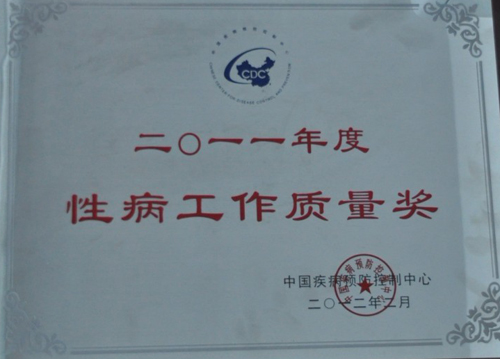 CDC
二〇一一年度
性病工作质量奖
中国疾病预防控制中心
二〇一二年二月